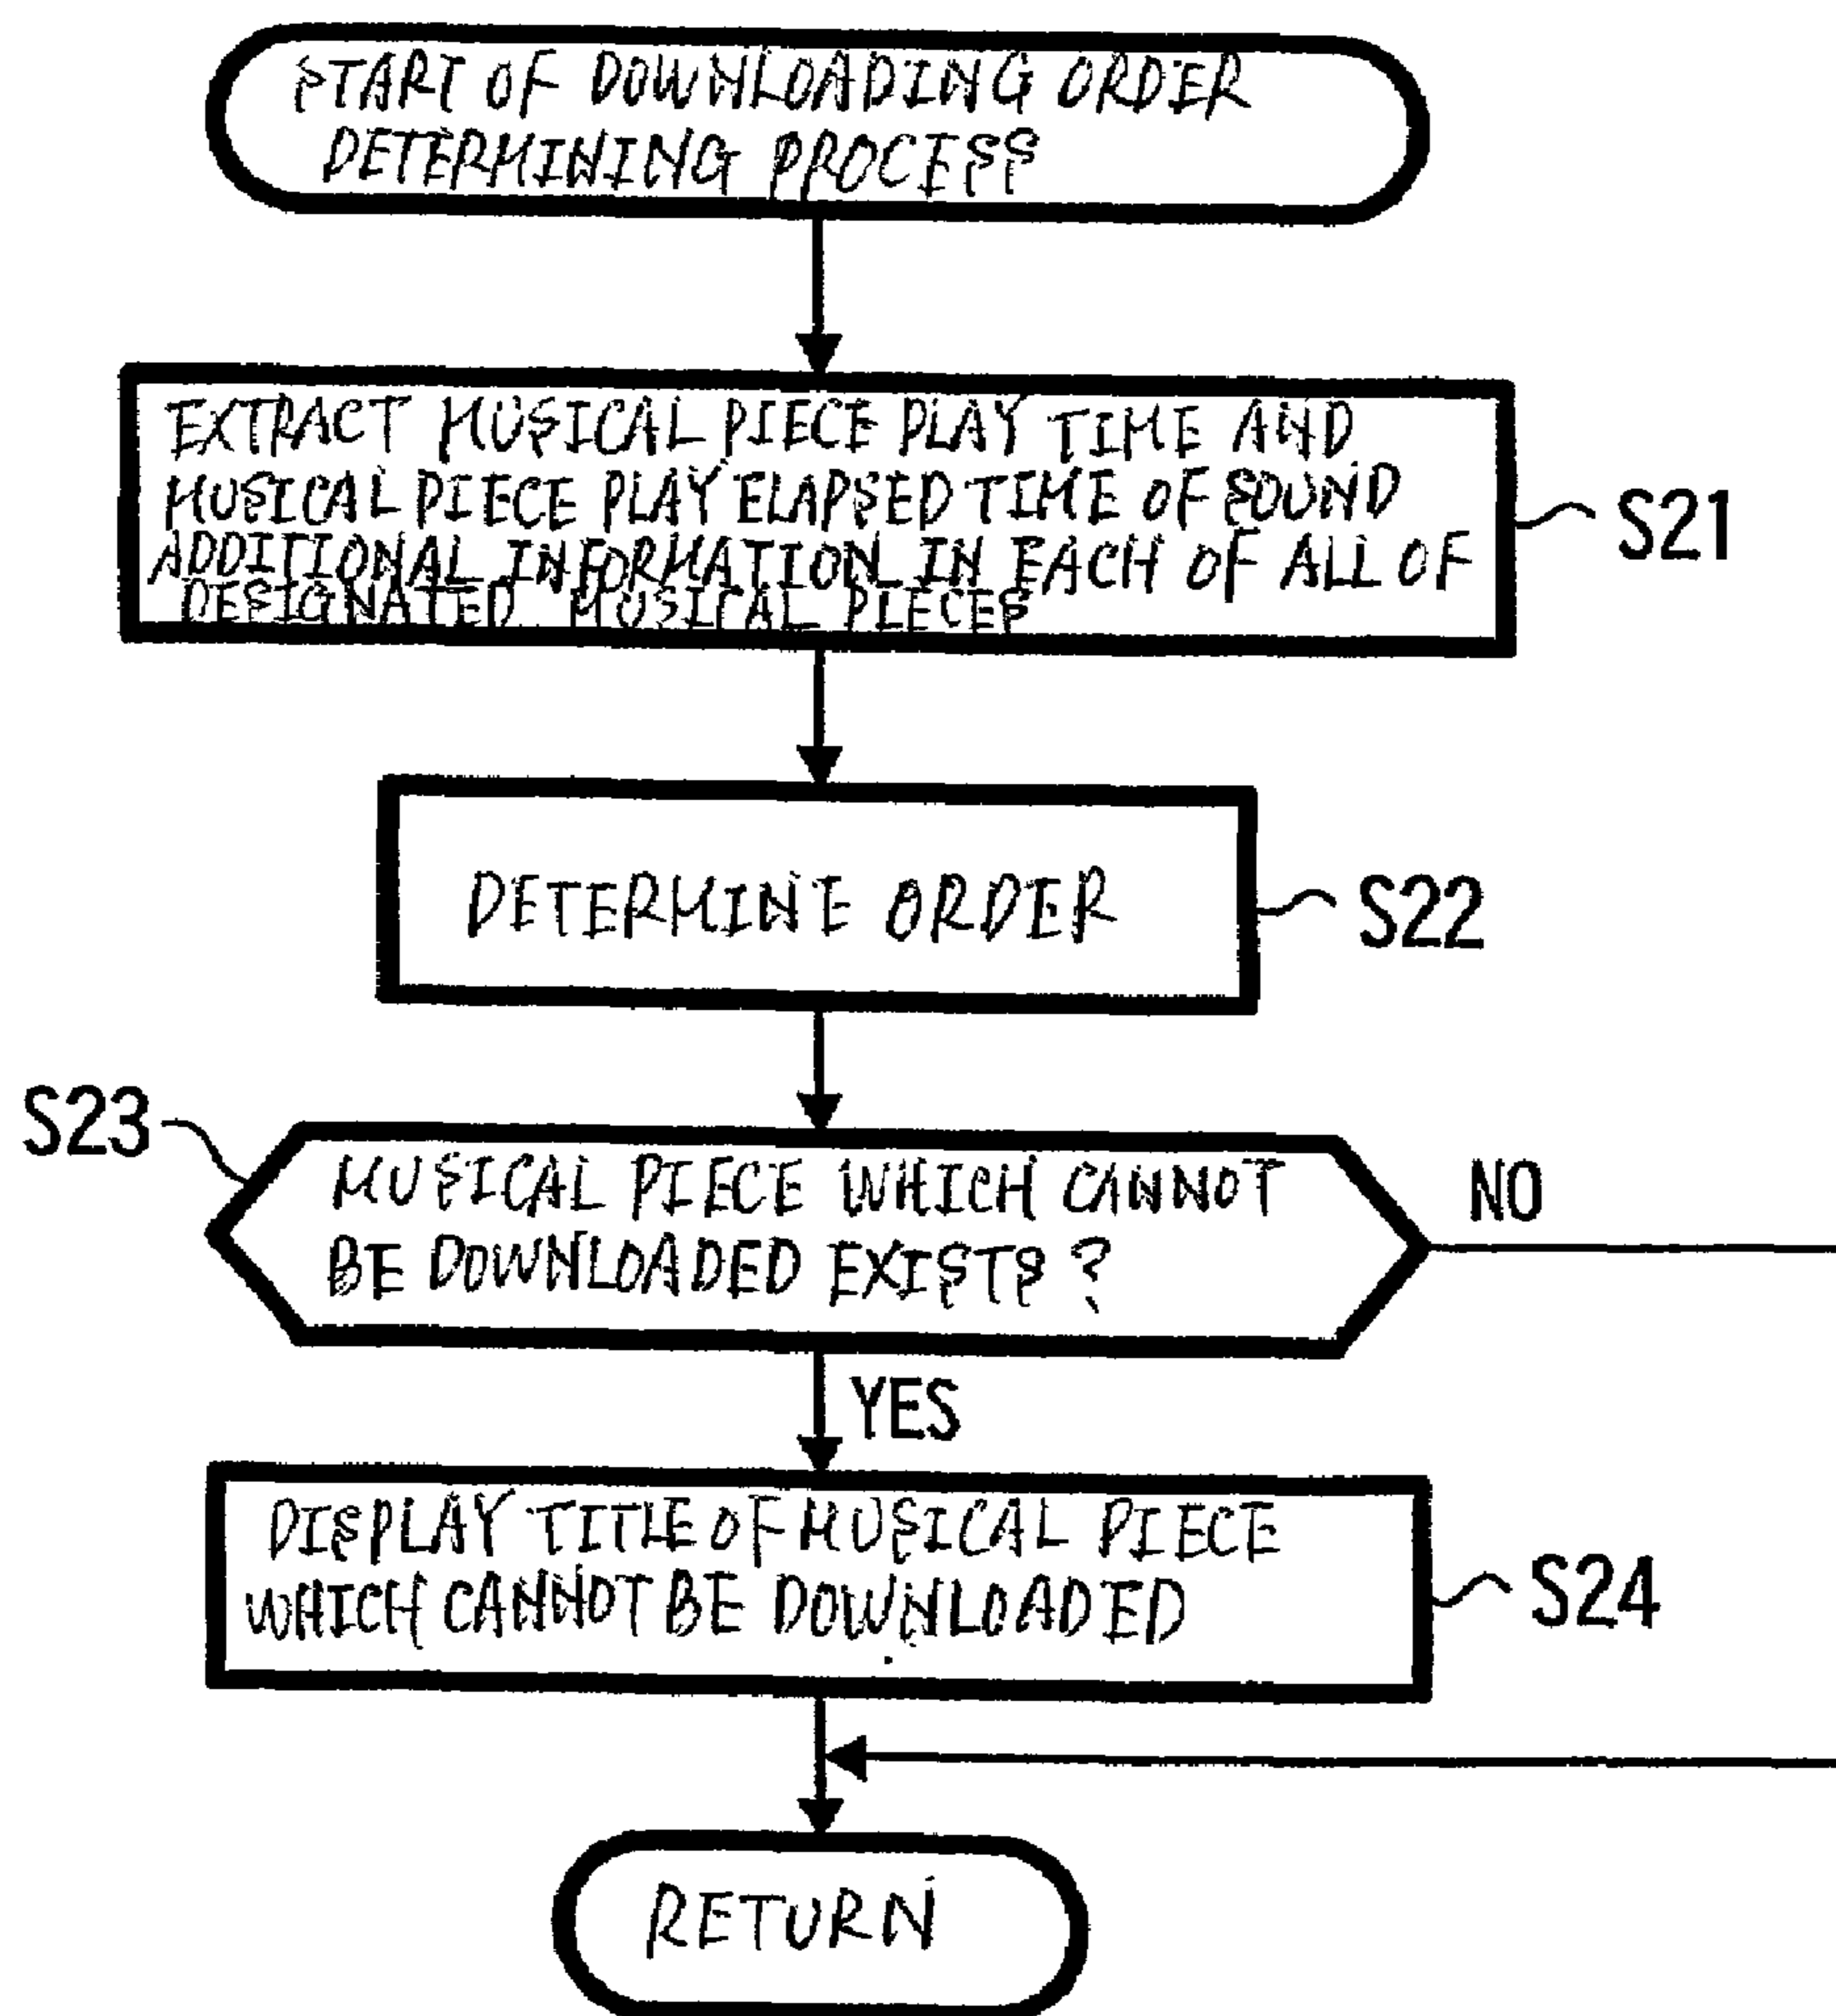 START OF DOWNLOADING ORDER
DETERMINING PROCESS
EXTRACT MUSICAL PIECE PLAY TIME AND
MUSICAL PIECE PLAY ELAPSED TIME OF SOUND
ADDITIONAL INFORMATION IN EACH OF ALL OF
DESIGNATED MUSICAL PIECES
S21
DETERMINE ORDER
S22
S23
MUSICAL PIECE WHICH CANNOT
BE DOWNLOADED EXISTS?
NO
YES
DISPLAY TITLE OF MUSICAL PIECE
WHICH CANNOT BE DOWNLOADED
S24
RETURN